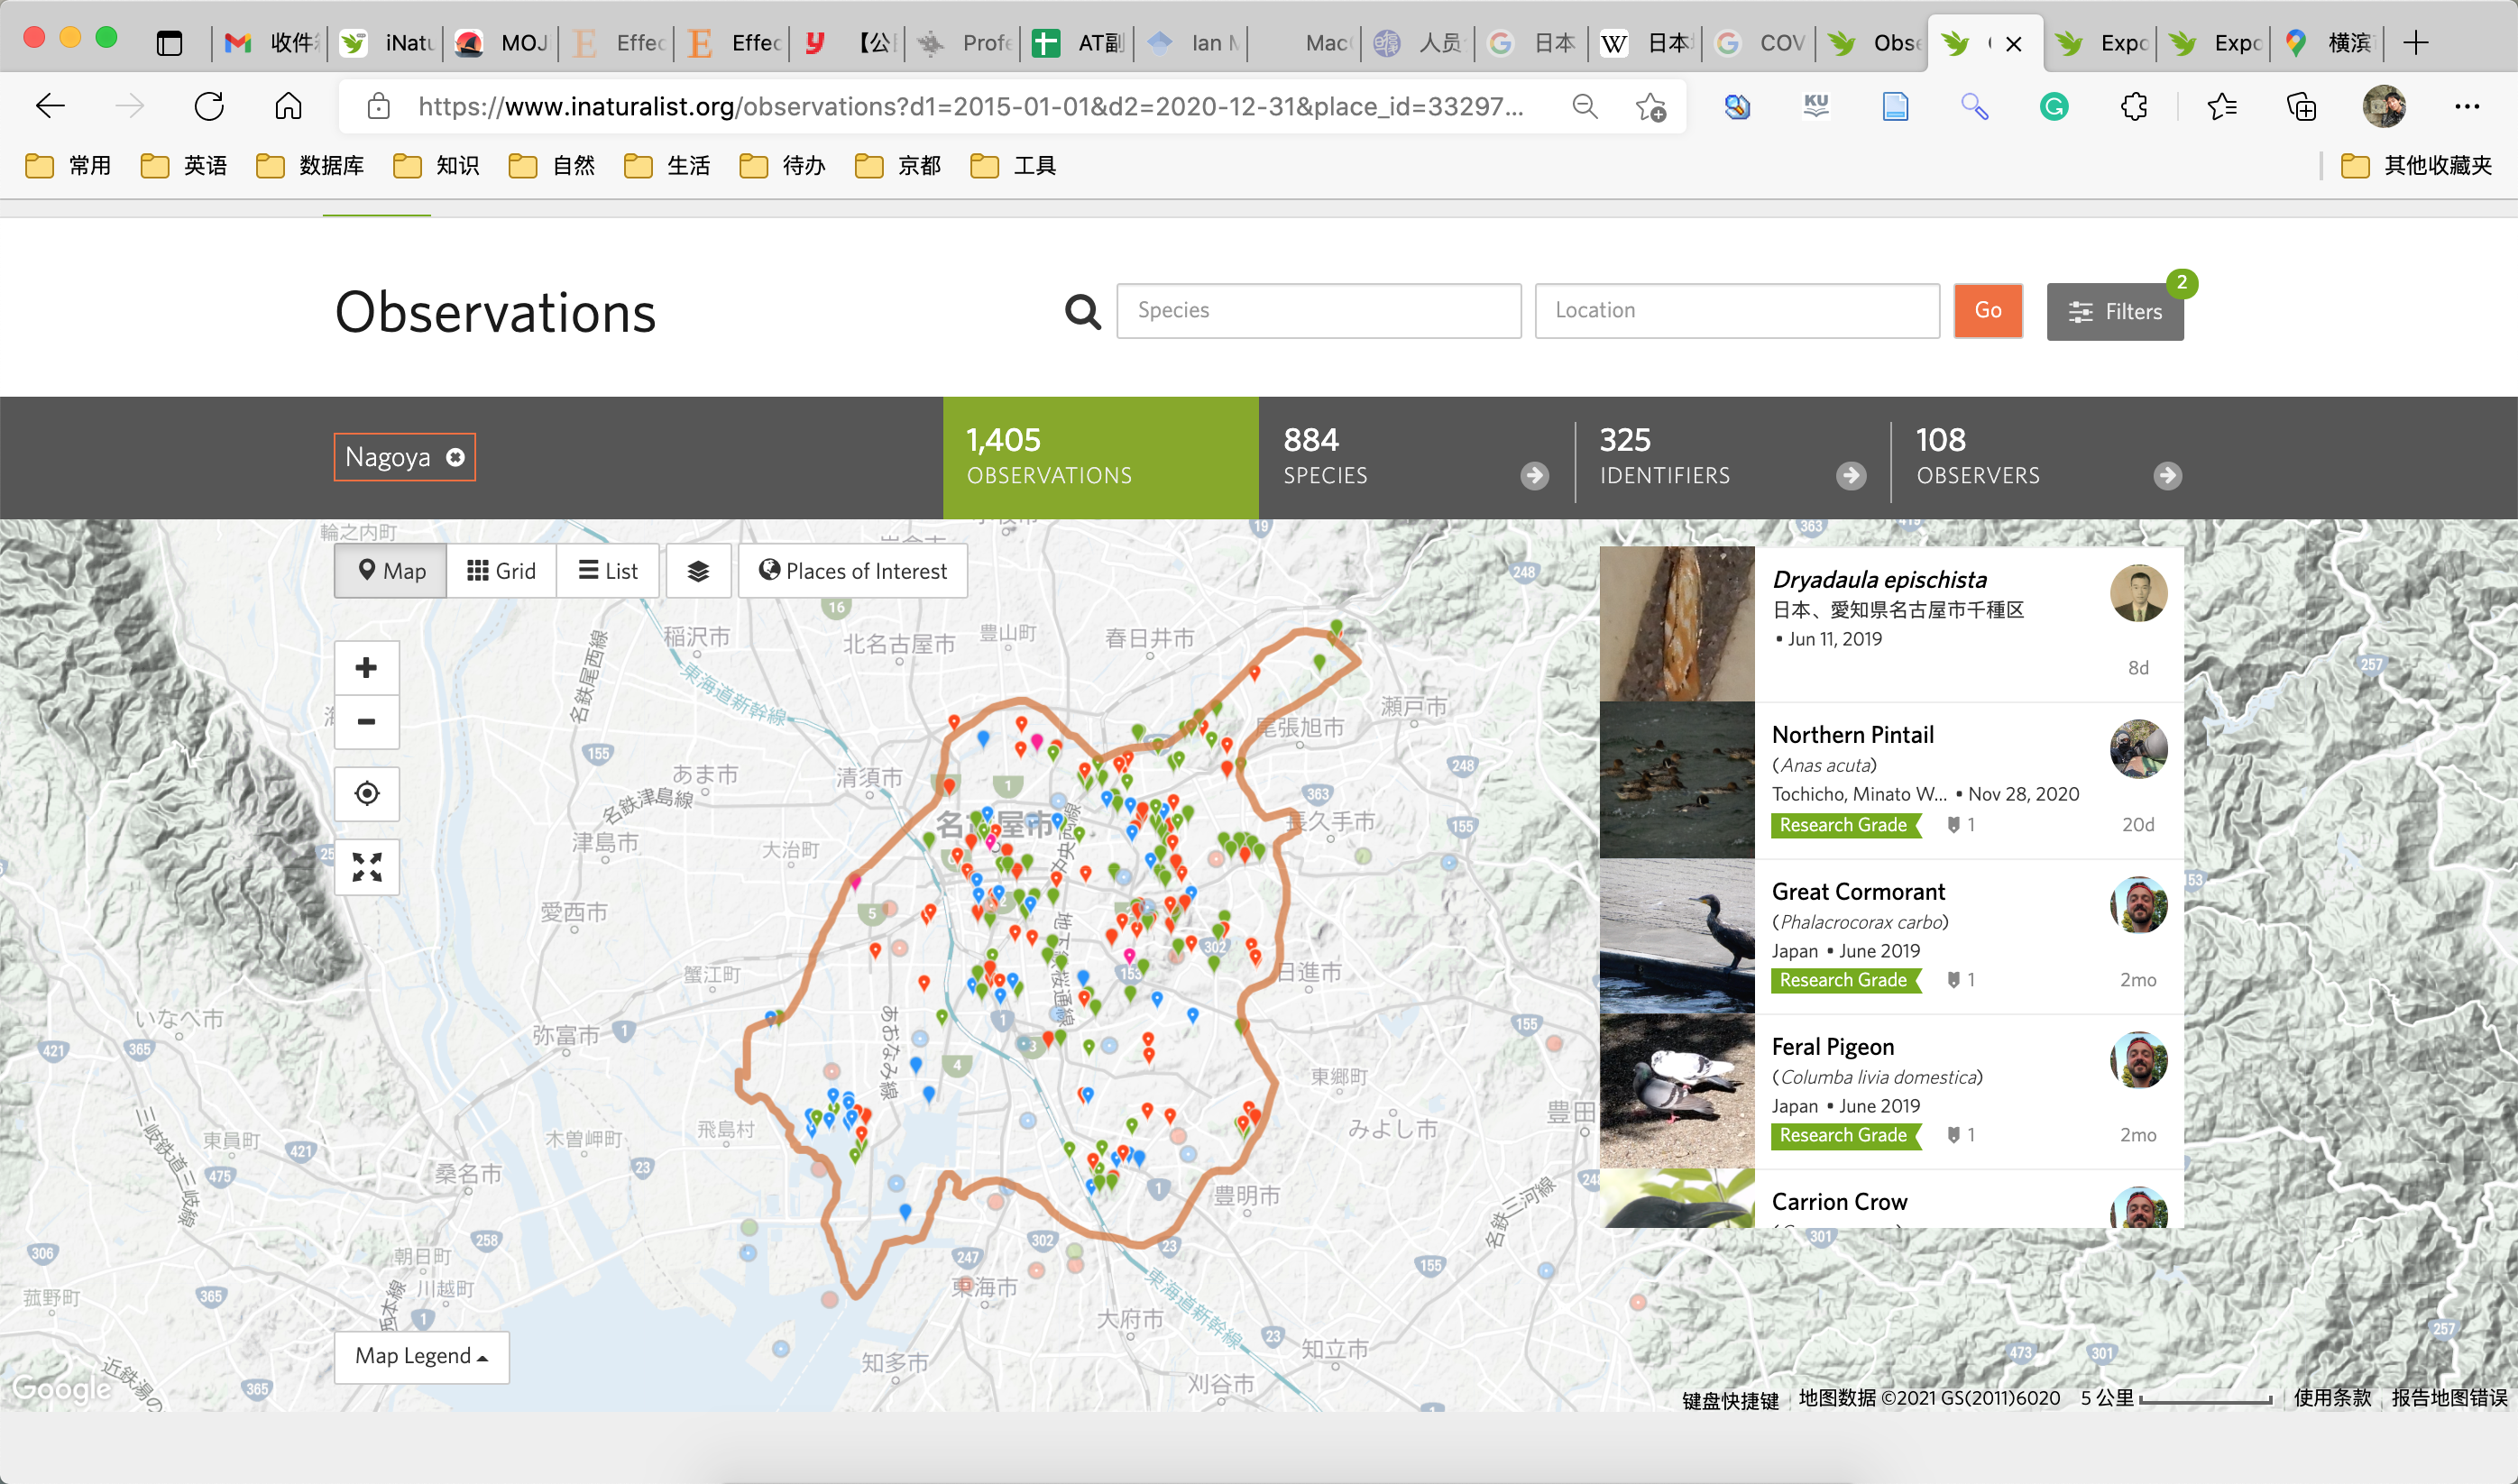 iNatu
MOJ
Effec
Effec
Profe
AT副
Ian M
Mac
人员
日本
W
日本
COV
Obse
Expo
Expo
横滨
https://www.inaturalist.org/observations?d1=2015-01-01&d2=2020-12-31&place_id=33297...
KU
常用
英语
数据库
知识
自然
生活
待办
京都
工具
其他收藏夹
Observations
Species
Location
Go
Filters
2
Nagoya
1,405
OBSERVATIONS
884
SPECIES
325
IDENTIFIERS
108
OBSERVERS
Map
Grid
List
Places of Interest
輪之内町
稲沢市
北名古屋市
豊山町
春日井市
瀬戸市
尾張旭市
東海道新幹線
名鉄尾西線
あま市
清須市
名鉄津島線
津島市
大治町
名古屋市
長久手市
愛西市
蟹江町
日進市
いなべ市
弥富市
あおなみ線
東郷町
豊田
みよし市
東員町
木曽岬町
飛島村
三岐鉄道三岐線
桑名市
豊明市
名鉄三河線
朝日町
川越町
菰野町
東海市
東海道新幹線
大府市
知立市
知多市
刈谷市
Dryadaula epischista
日本、愛知県名古屋市千種区
• Jun 11, 2019
8d
Northern Pintail
(Anas acuta)
Tochicho, Minato W... • Nov 28, 2020
Research Grade
1
20d
Great Cormorant
(Phalacrocorax carbo)
Japan • June 2019
Research Grade
1
2mo
Feral Pigeon
(Columba livia domestica)
Japan • June 2019
Research Grade
1
2mo
Carrion Crow
Map Legend
Google
键盘快捷键
地图数据 ©2021 GS(2011)6020
5 公里
使用条款
报告地图错误